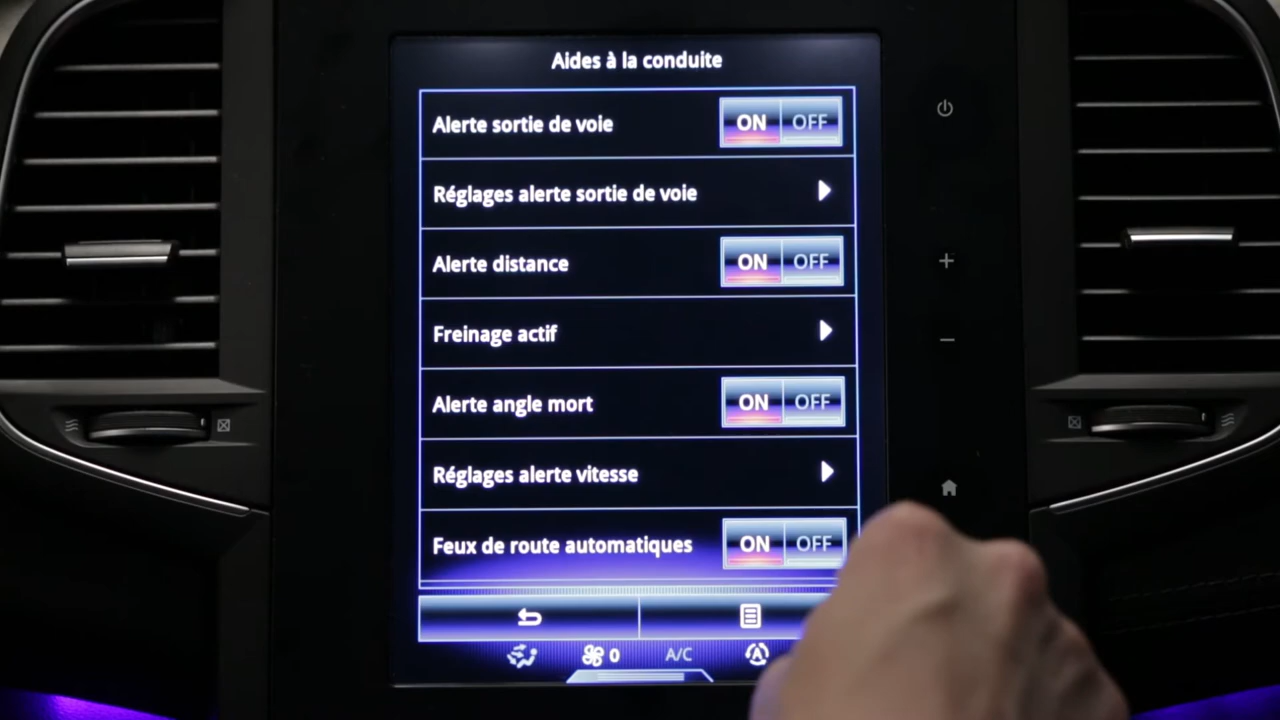 Aides à la conduite
Alerte sortie de voie ON OFF
Réglages alerte sortie de voie
Alerte distance ON OFF
Freinage actif
Alerte angle mort ON OFF
Réglages alerte vitesse
Feux de route automatiques ON OFF
0 A/C A